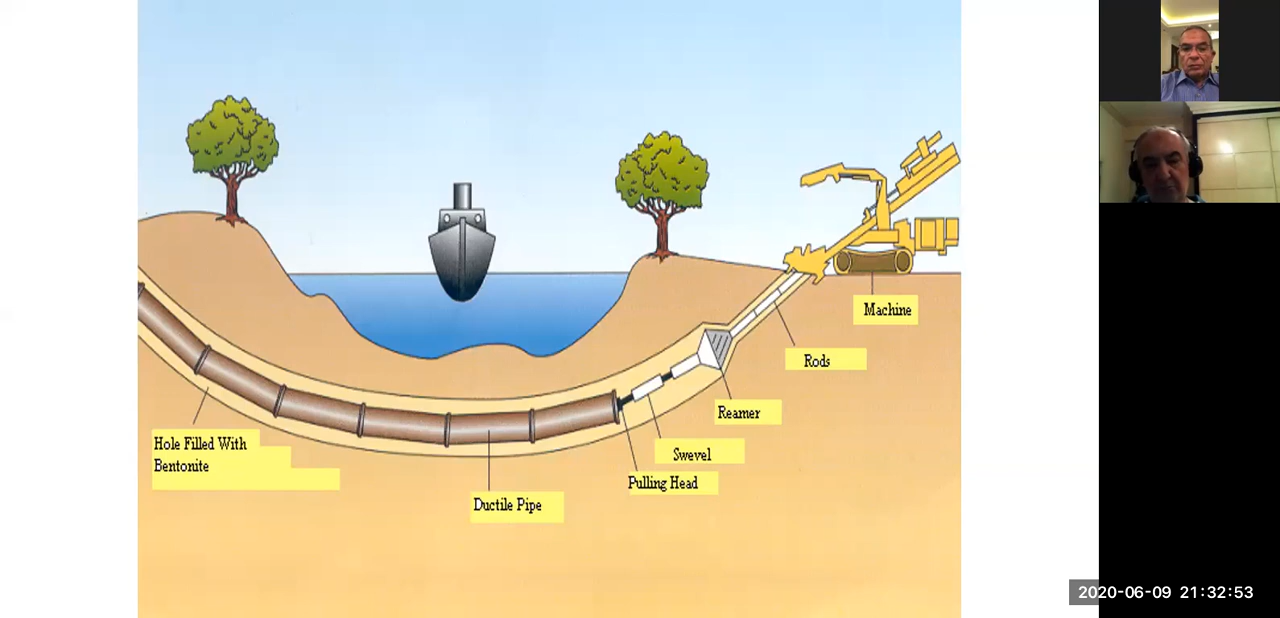 Machine
Rods
Reamer
Hole Filled With
Bentonite
Swevel
Pulling Head
Ductile Pipe
2020-06-09 21:32:53